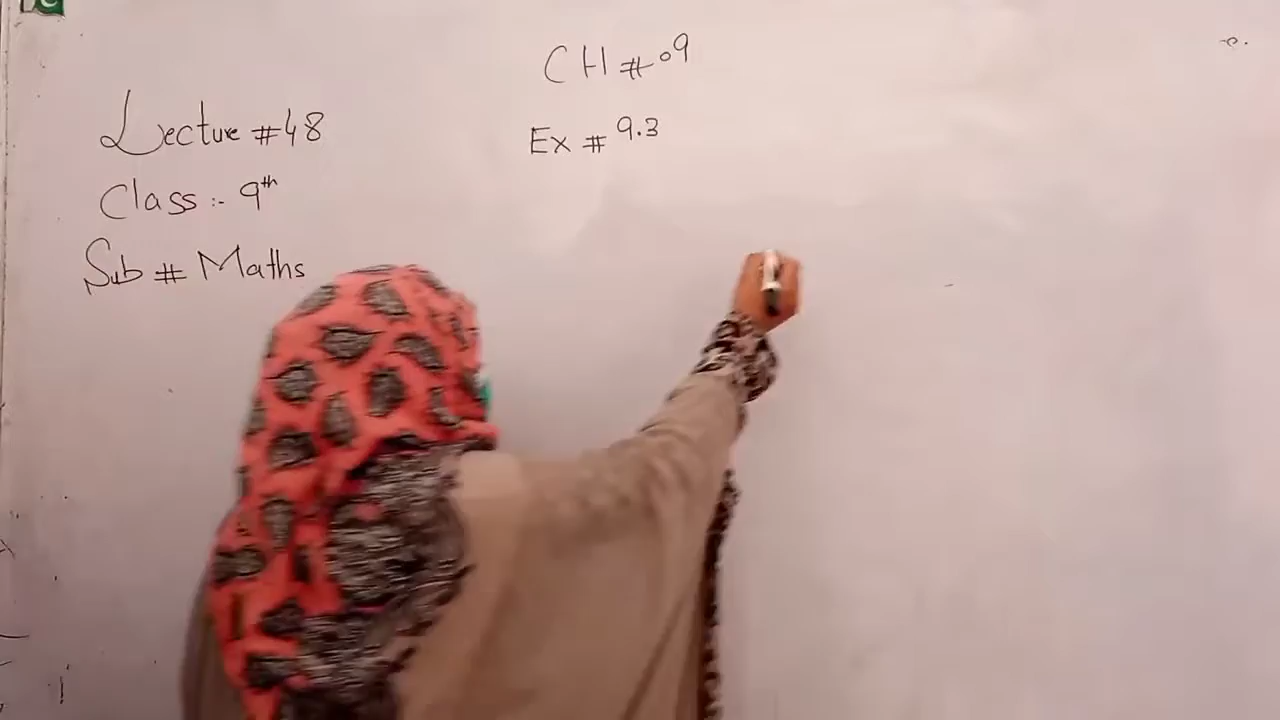 CH # 09
Lecture # 48
Ex # 9.3
Class :- 9th
Sub # Maths